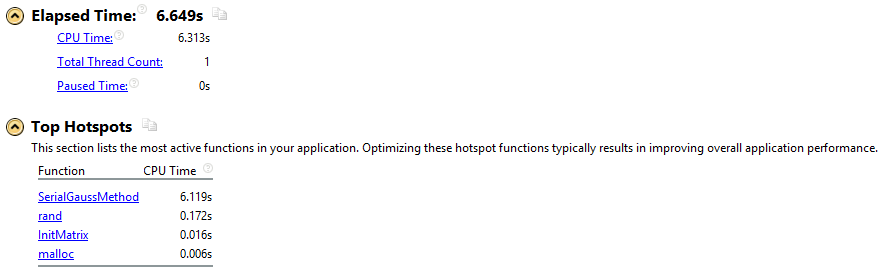 Elapsed Time: 6.649s
CPU Time: 6.313s
Total Thread Count: 1
Paused Time: 0s
Top Hotspots
This section lists the most active functions in your application. Optimizing these hotspot functions typically results in improving overall application performance.
Function CPU Time
SerialGaussMethod 6.119s
rand 0.172s
InitMatrix 0.016s
malloc 0.006s